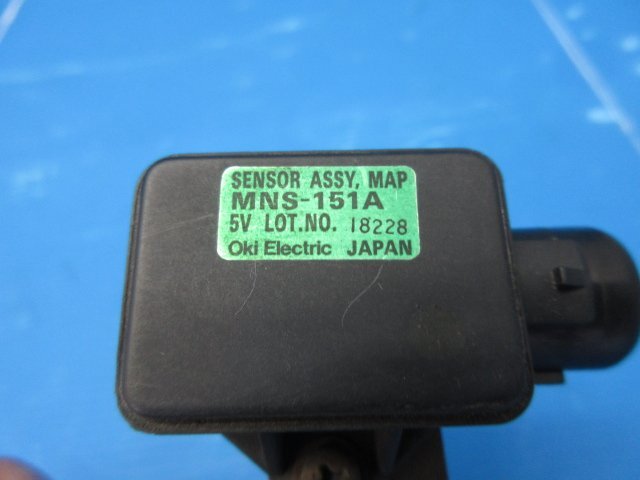 SENSOR ASSY, MAP
MNS-151A
5V LOT.NO. 18228
Oki Electric JAPAN